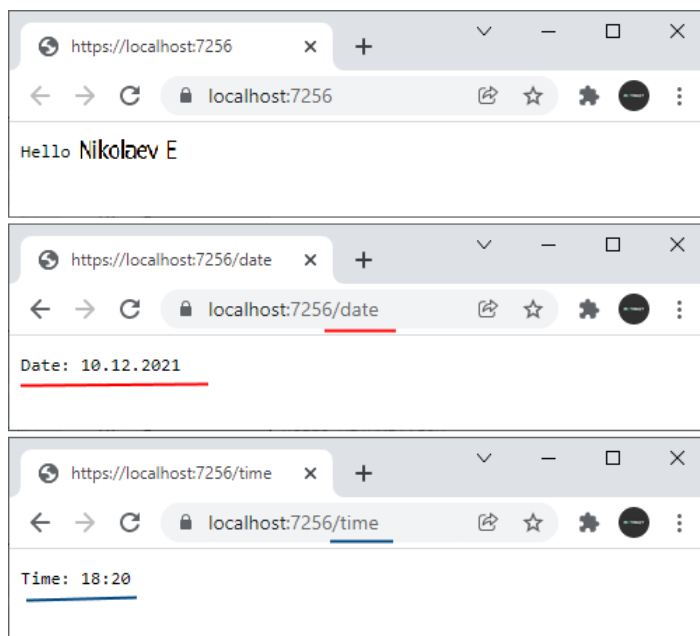 https://localhost:7256
localhost:7256
Hello Nikolaev E
https://localhost:7256/date
localhost:7256/date
Date: 10.12.2021
https://localhost:7256/time
localhost:7256/time
Time: 18:20